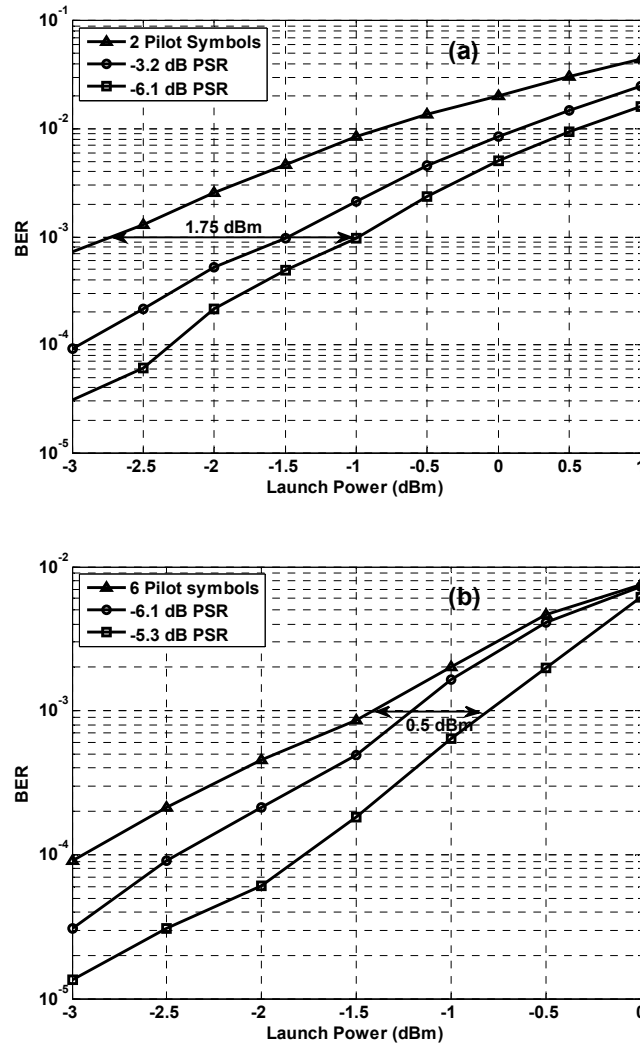 10^-1
2 Pilot Symbols
-3.2 dB PSR
-6.1 dB PSR
(a)
10^-2
BER
10^-3
1.75 dBm
10^-4
10^-5
-3 -2.5 -2 -1.5 -1 -0.5 0 0.5 1
Launch Power (dBm)
10^-2
6 Pilot symbols
-6.1 dB PSR
-5.3 dB PSR
(b)
10^-3
0.5 dBm
BER
10^-4
10^-5
-3 -2.5 -2 -1.5 -1 -0.5 0
Launch Power (dBm)